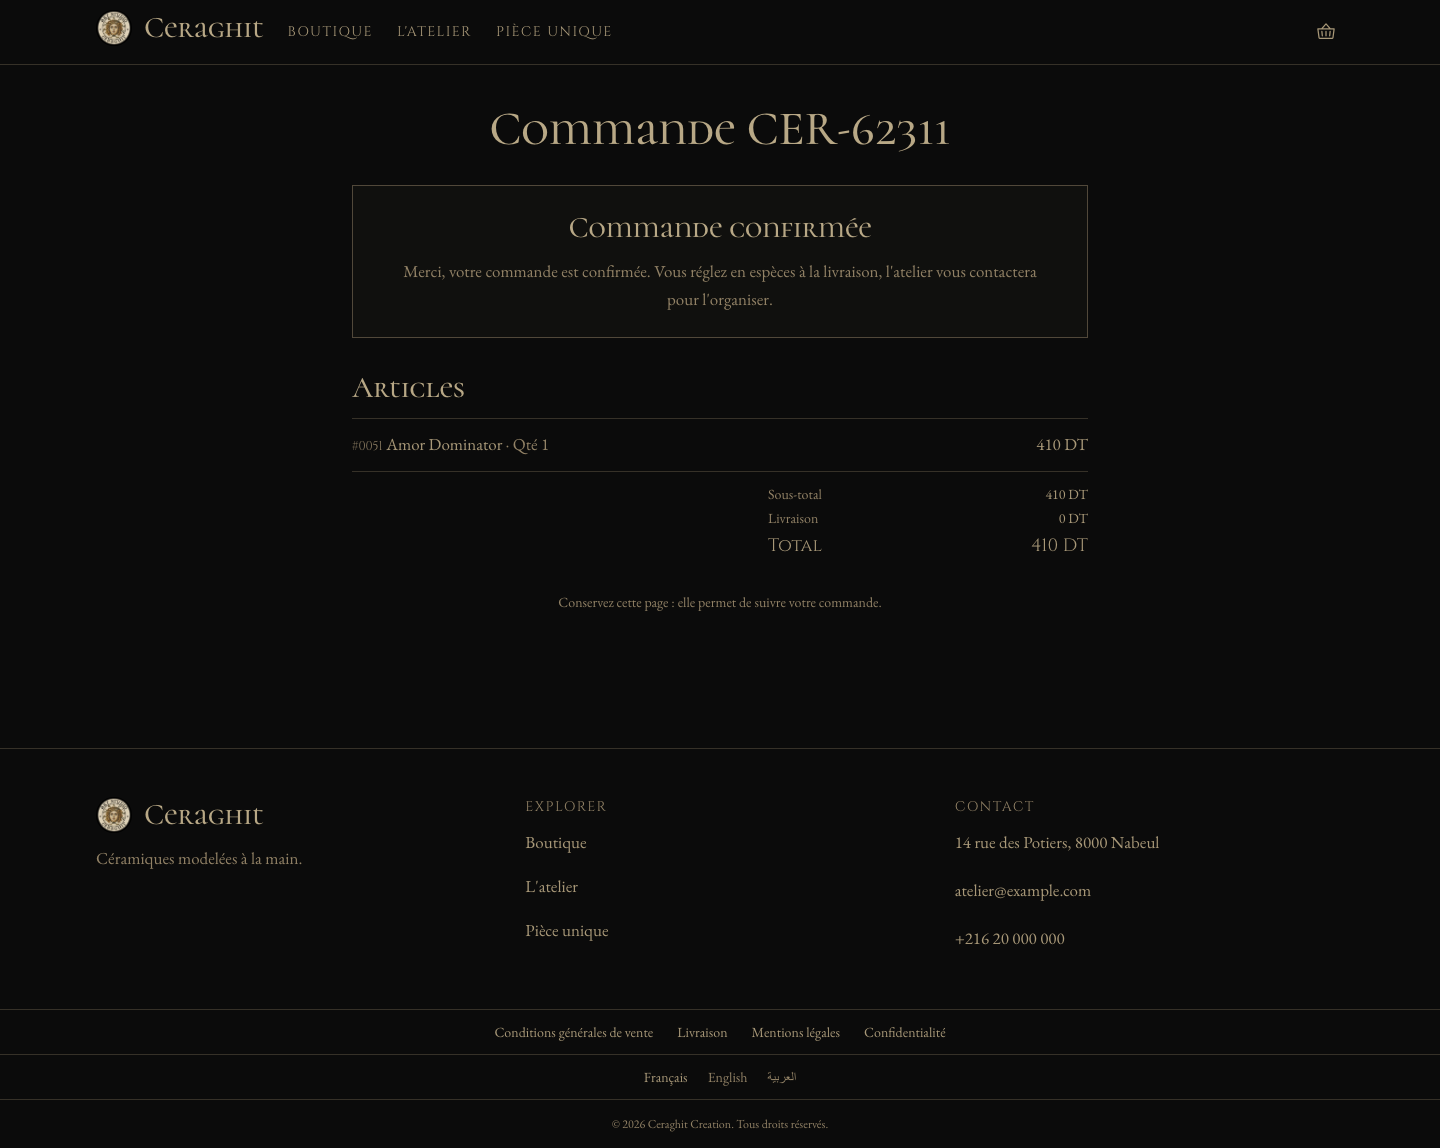 Ceraghit BOUTIQUE L'ATELIER PIÈCE UNIQUE
Commande CER-62311
Commande confirmée
Merci, votre commande est confirmée. Vous réglez en espèces à la livraison, l'atelier vous contactera
pour l'organiser.
Articles
#0051 Amor Dominator · Qté 1 410 DT
Sous-total 410 DT
Livraison 0 DT
Total 410 DT
Conservez cette page : elle permet de suivre votre commande.
Ceraghit
Céramiques modelées à la main.
EXPLORER
Boutique
L'atelier
Pièce unique
CONTACT
14 rue des Potiers, 8000 Nabeul
atelier@example.com
+216 20 000 000
Conditions générales de vente Livraison Mentions légales Confidentialité
Français English العربية
© 2026 Ceraghit Creation. Tous droits réservés.